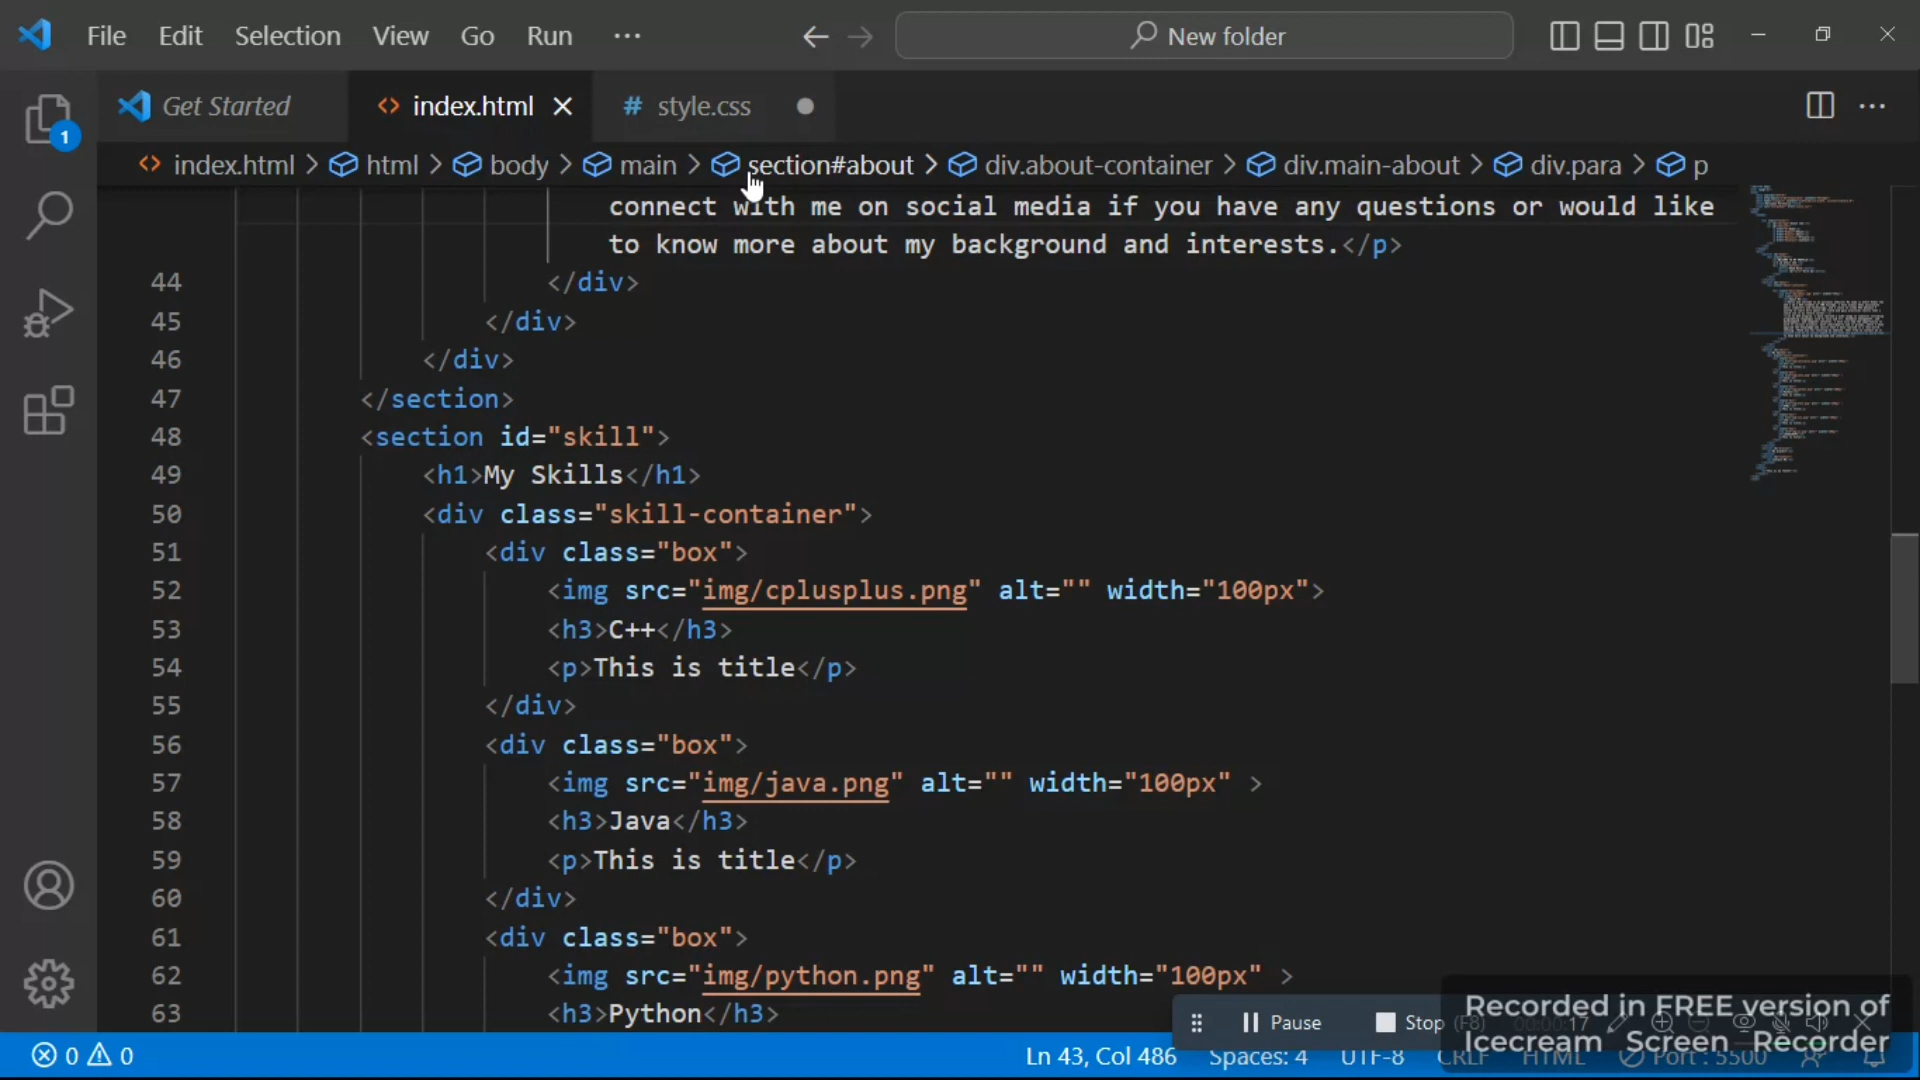 File Edit Selection View Go Run ··· New folder
Get Started index.html style.css
1
index.html > html > body > main > section#about > div.about-container > div.main-about > div.para > p
connect with me on social media if you have any questions or would like
to know more about my background and interests.</p>
44 </div>
45 </div>
46 </div>
47 </section>
48 <section id="skill">
49 <h1>My Skills</h1>
50 <div class="skill-container">
51 <div class="box">
52 <img src="img/cplusplus.png" alt="" width="100px">
53 <h3>C++</h3>
54 <p>This is title</p>
55 </div>
56 <div class="box">
57 <img src="img/java.png" alt="" width="100px" >
58 <h3>Java</h3>
59 <p>This is title</p>
60 </div>
61 <div class="box">
62 <img src="img/python.png" alt="" width="100px" >
63 <h3>Python</h3>
Pause Stop (F8)
Recorded in FREE version of
Icecream Screen Recorder
0 0 Ln 43, Col 486 Spaces: 4 UTF-8 CRLF HTML Port : 5500